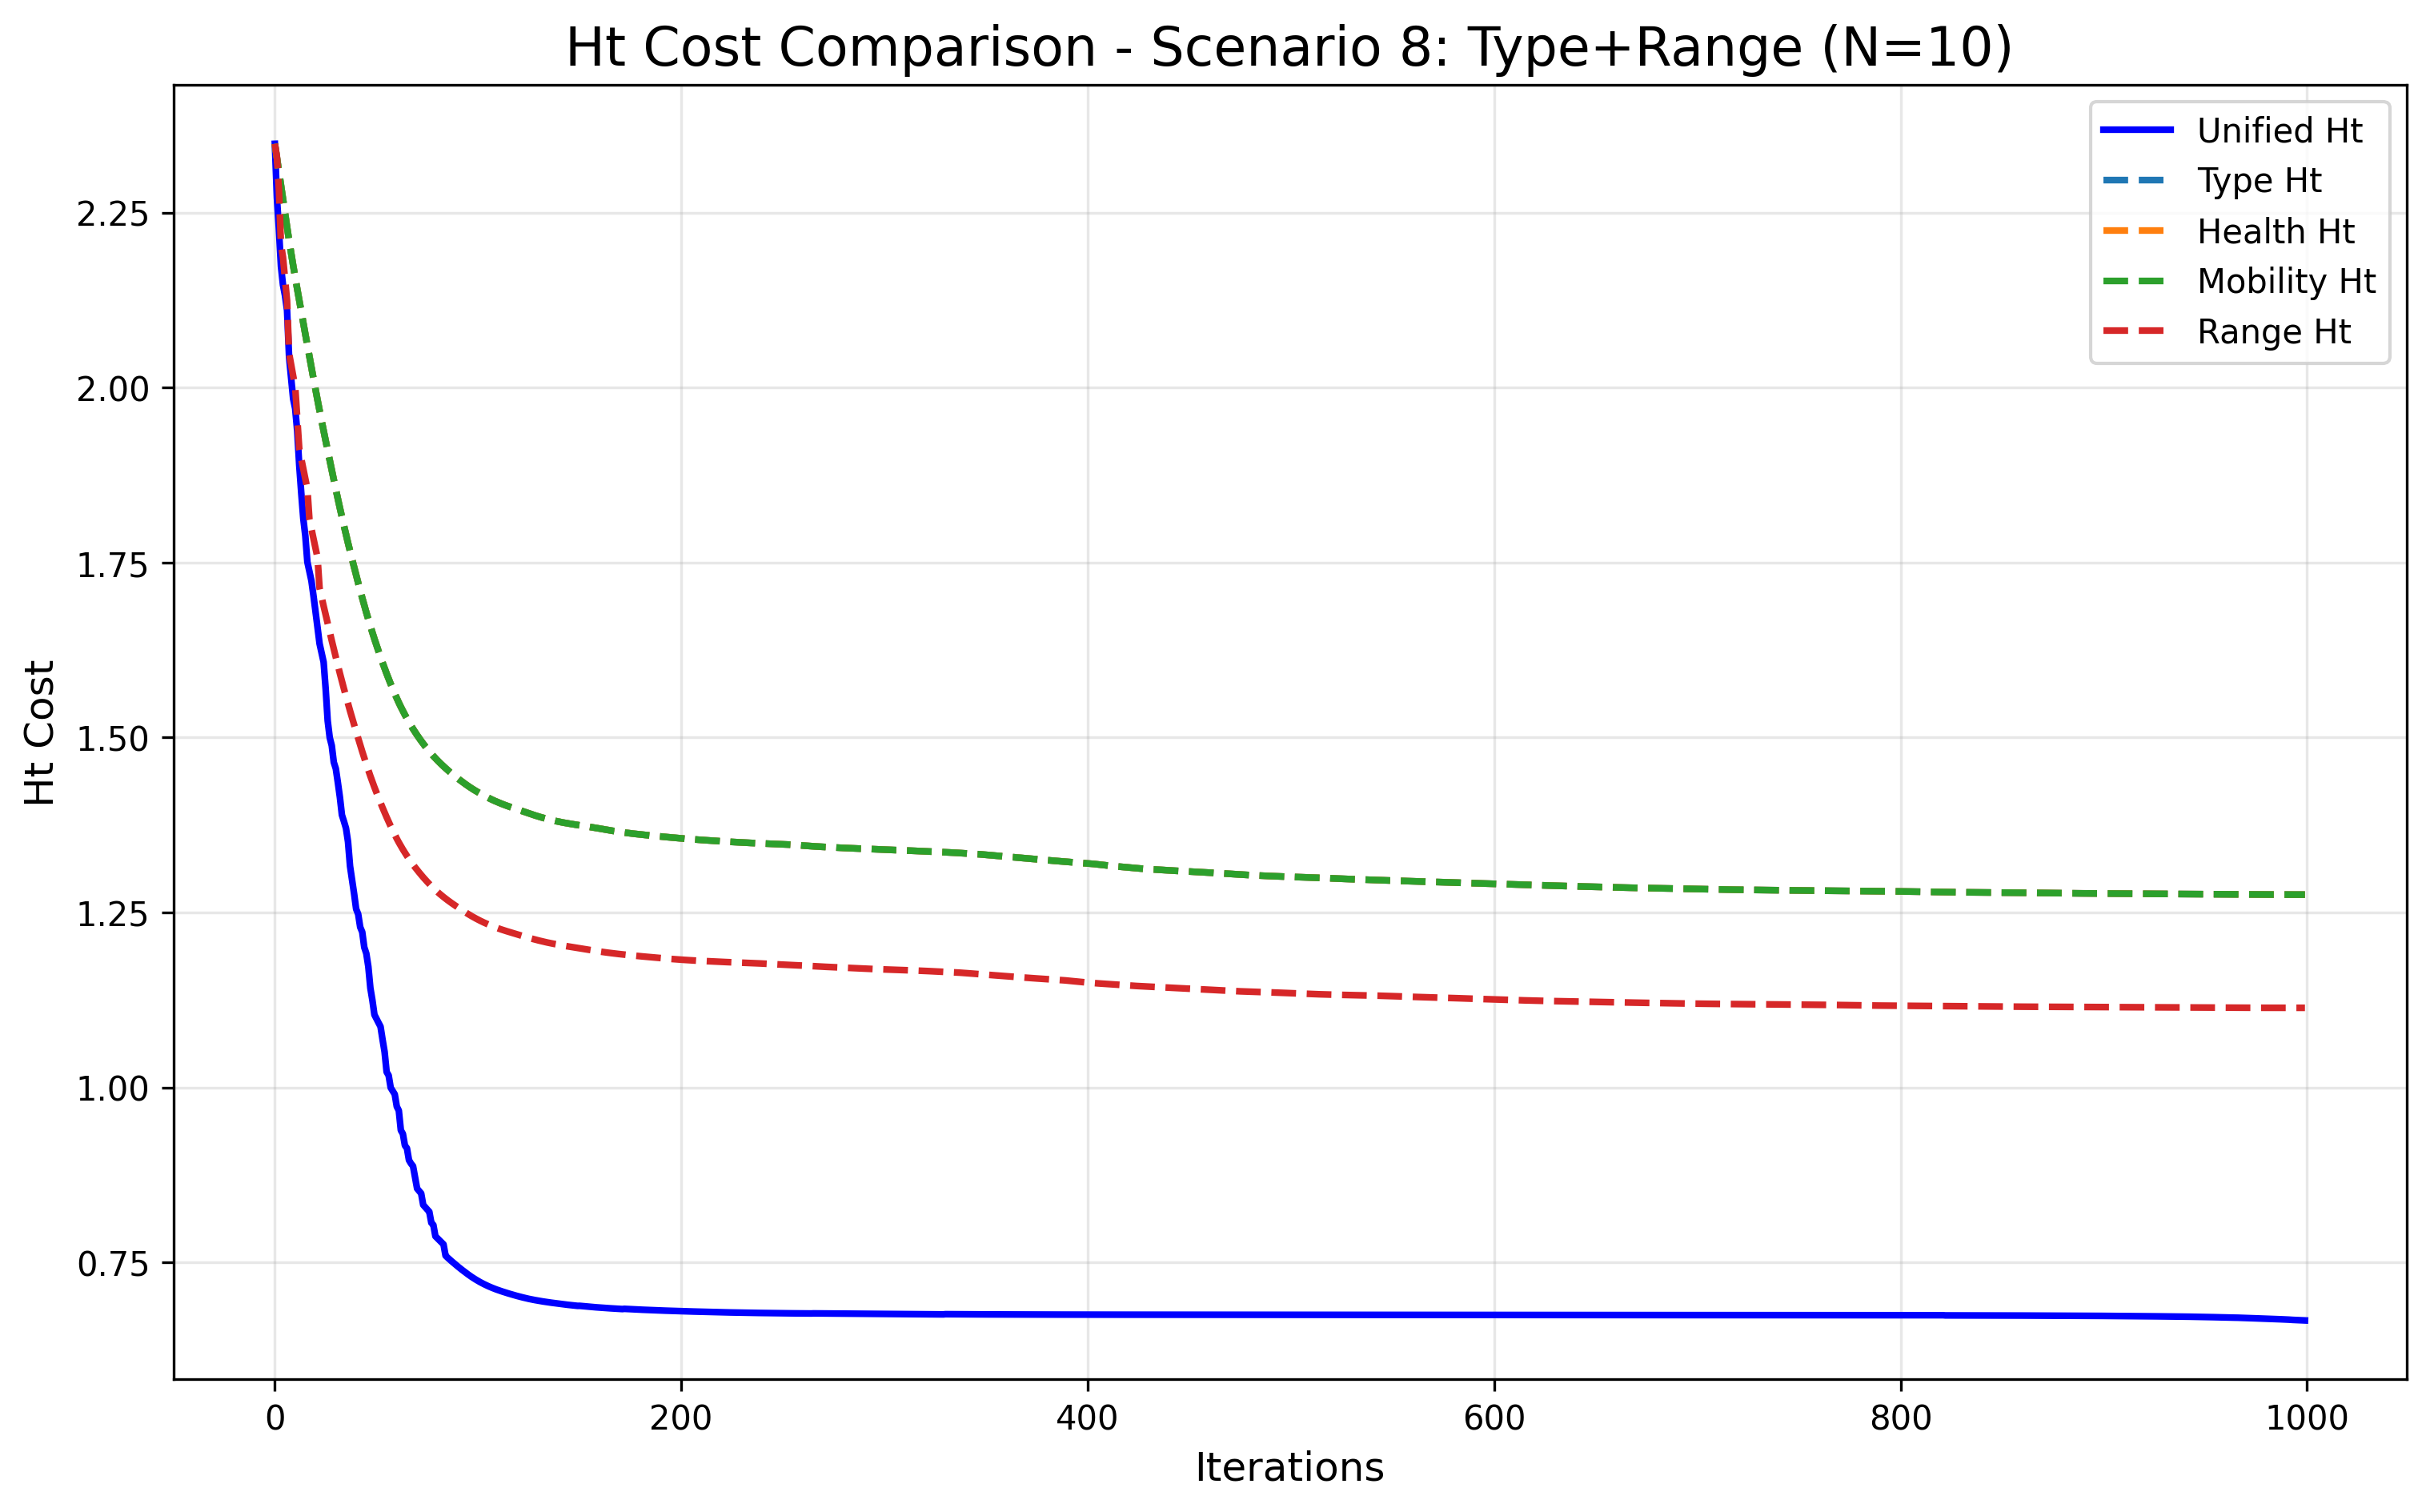 Ht Cost Comparison - Scenario 8: Type+Range (N=10)
Unified Ht
Type Ht
Health Ht
Mobility Ht
Range Ht
Ht Cost
2.25
2.00
1.75
1.50
1.25
1.00
0.75
0
200
400
600
800
1000
Iterations